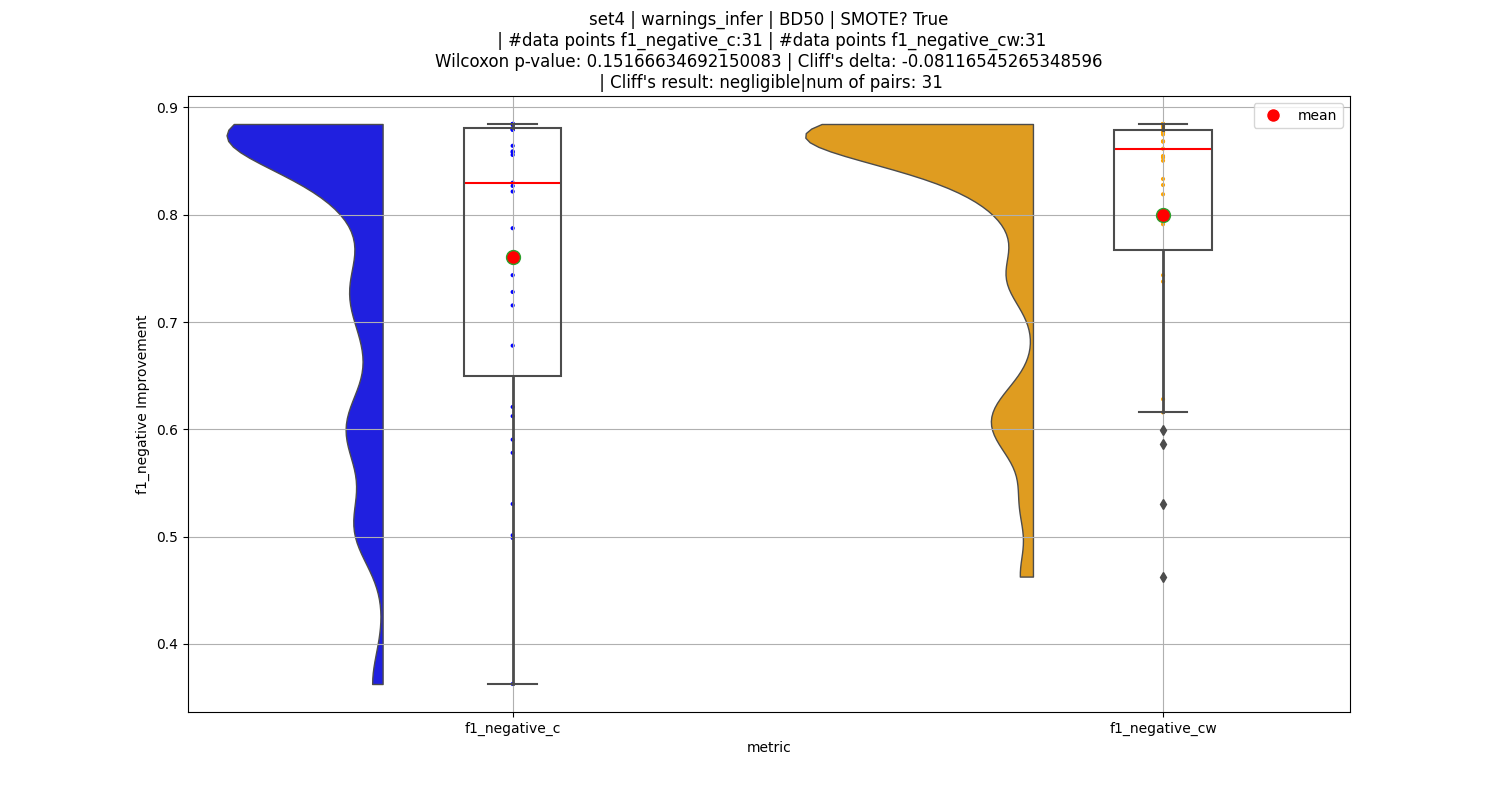 set4 | warnings_infer | BD50 | SMOTE? True
| #data points f1_negative_c:31 | #data points f1_negative_cw:31
Wilcoxon p-value: 0.15166634692150083 | Cliff's delta: -0.08116545265348596
| Cliff's result: negligible|num of pairs: 31
mean
0.9
0.8
0.7
0.6
0.5
0.4
f1_negative Improvement
f1_negative_c
f1_negative_cw
metric